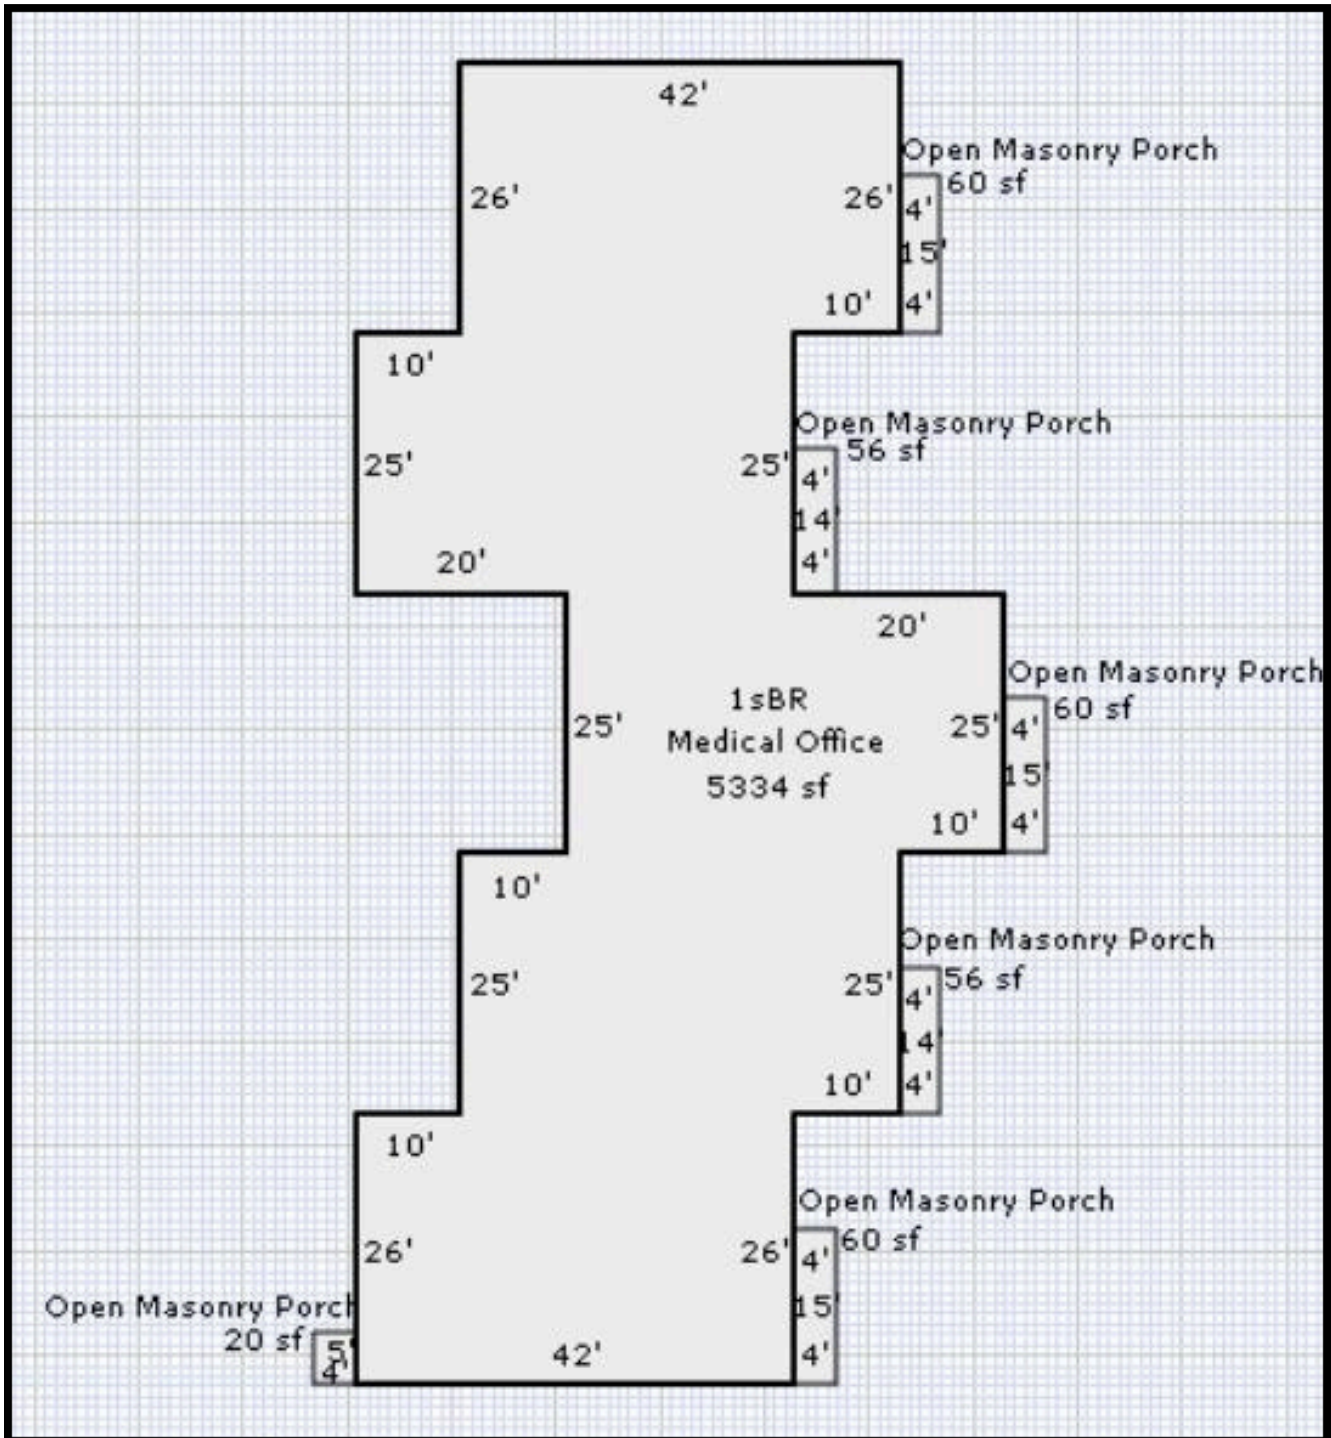 42'
Open Masonry Porch
60 sf
26'
26'
4'
15'
10'
4'
10'
Open Masonry Porch
56 sf
25'
25'
4'
14'
20'
4'
20'
Open Masonry Porch
60 sf
1sBR
25'
25'
4'
Medical Office
15'
5334 sf
10'
4'
10'
Open Masonry Porch
56 sf
25'
25'
4'
14'
10'
4'
10'
Open Masonry Porch
60 sf
26'
26'
4'
Open Masonry Porch
15'
20 sf
5'
42'
4'
4'